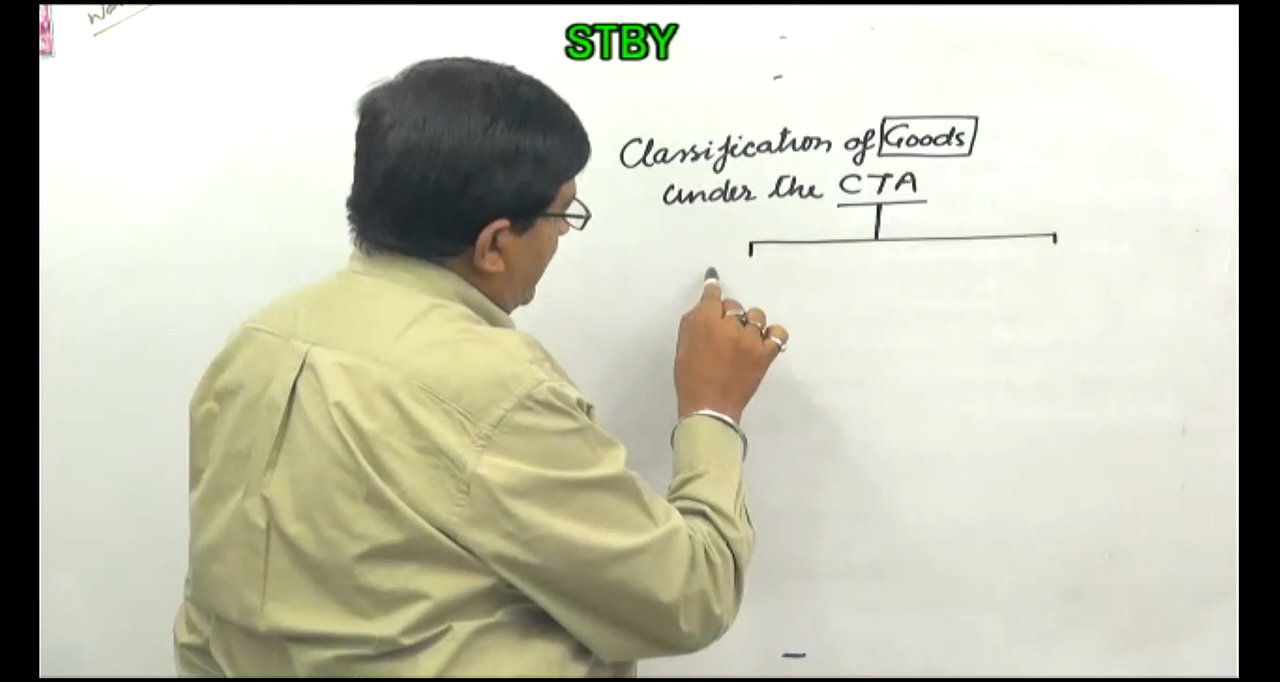 STBY
Classification of Goods
under the CTA